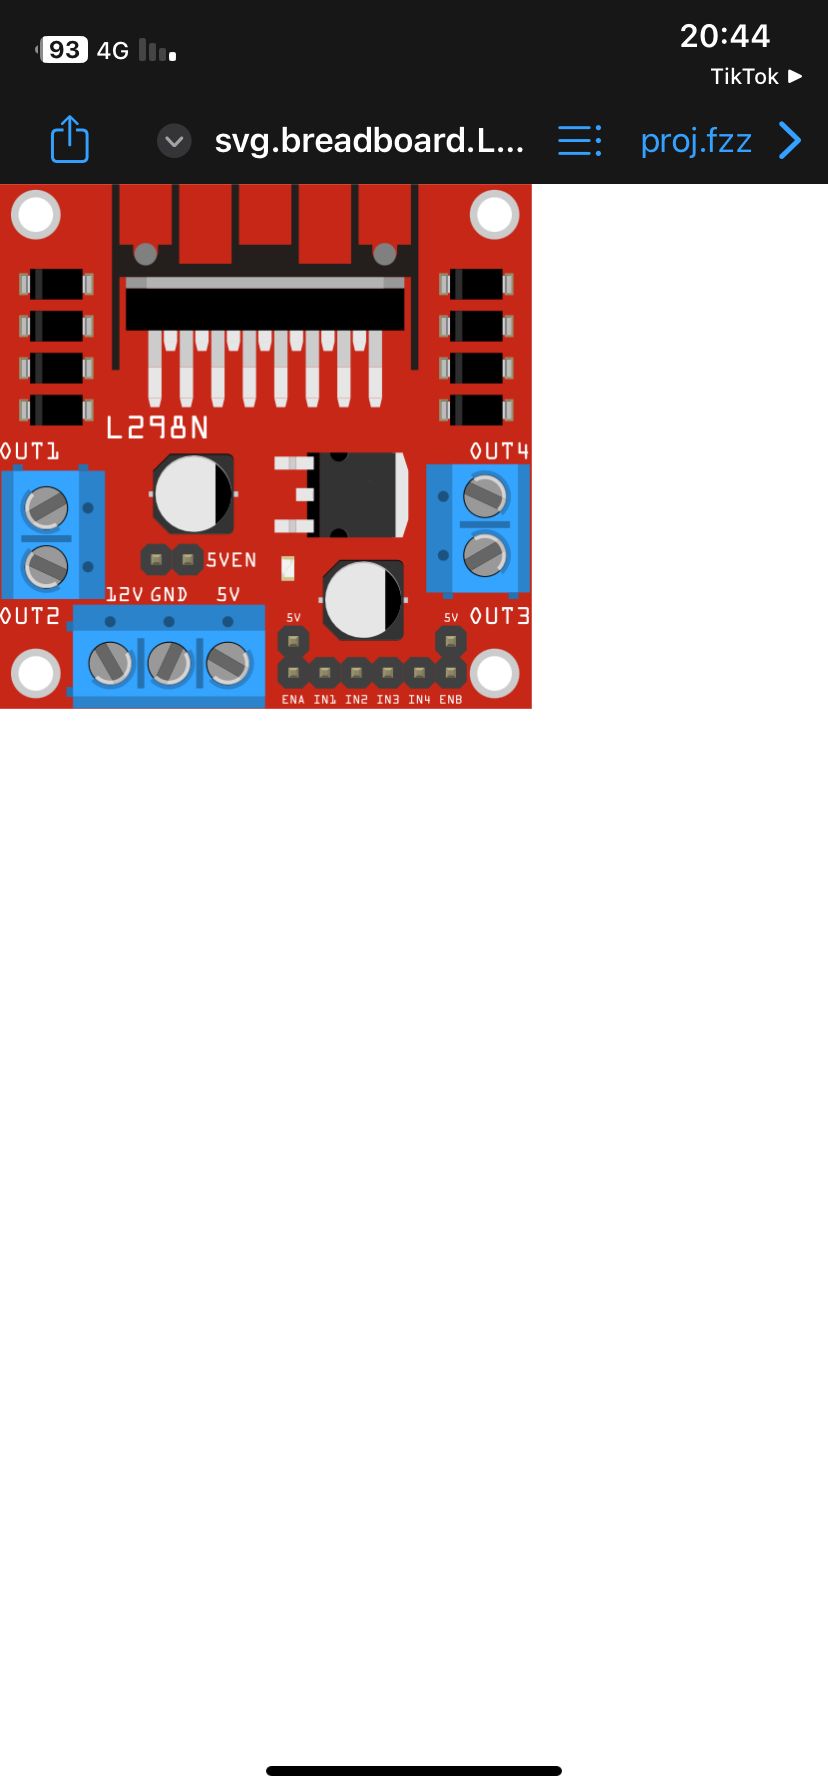 20:44
93 4G
TikTok
svg.breadboard.L...
proj.fzz
L298N
OUT1
OUT4
5VEN
12V GND 5V
OUT2
5V
5V
OUT3
ENA IN1 IN2 IN3 IN4 ENB